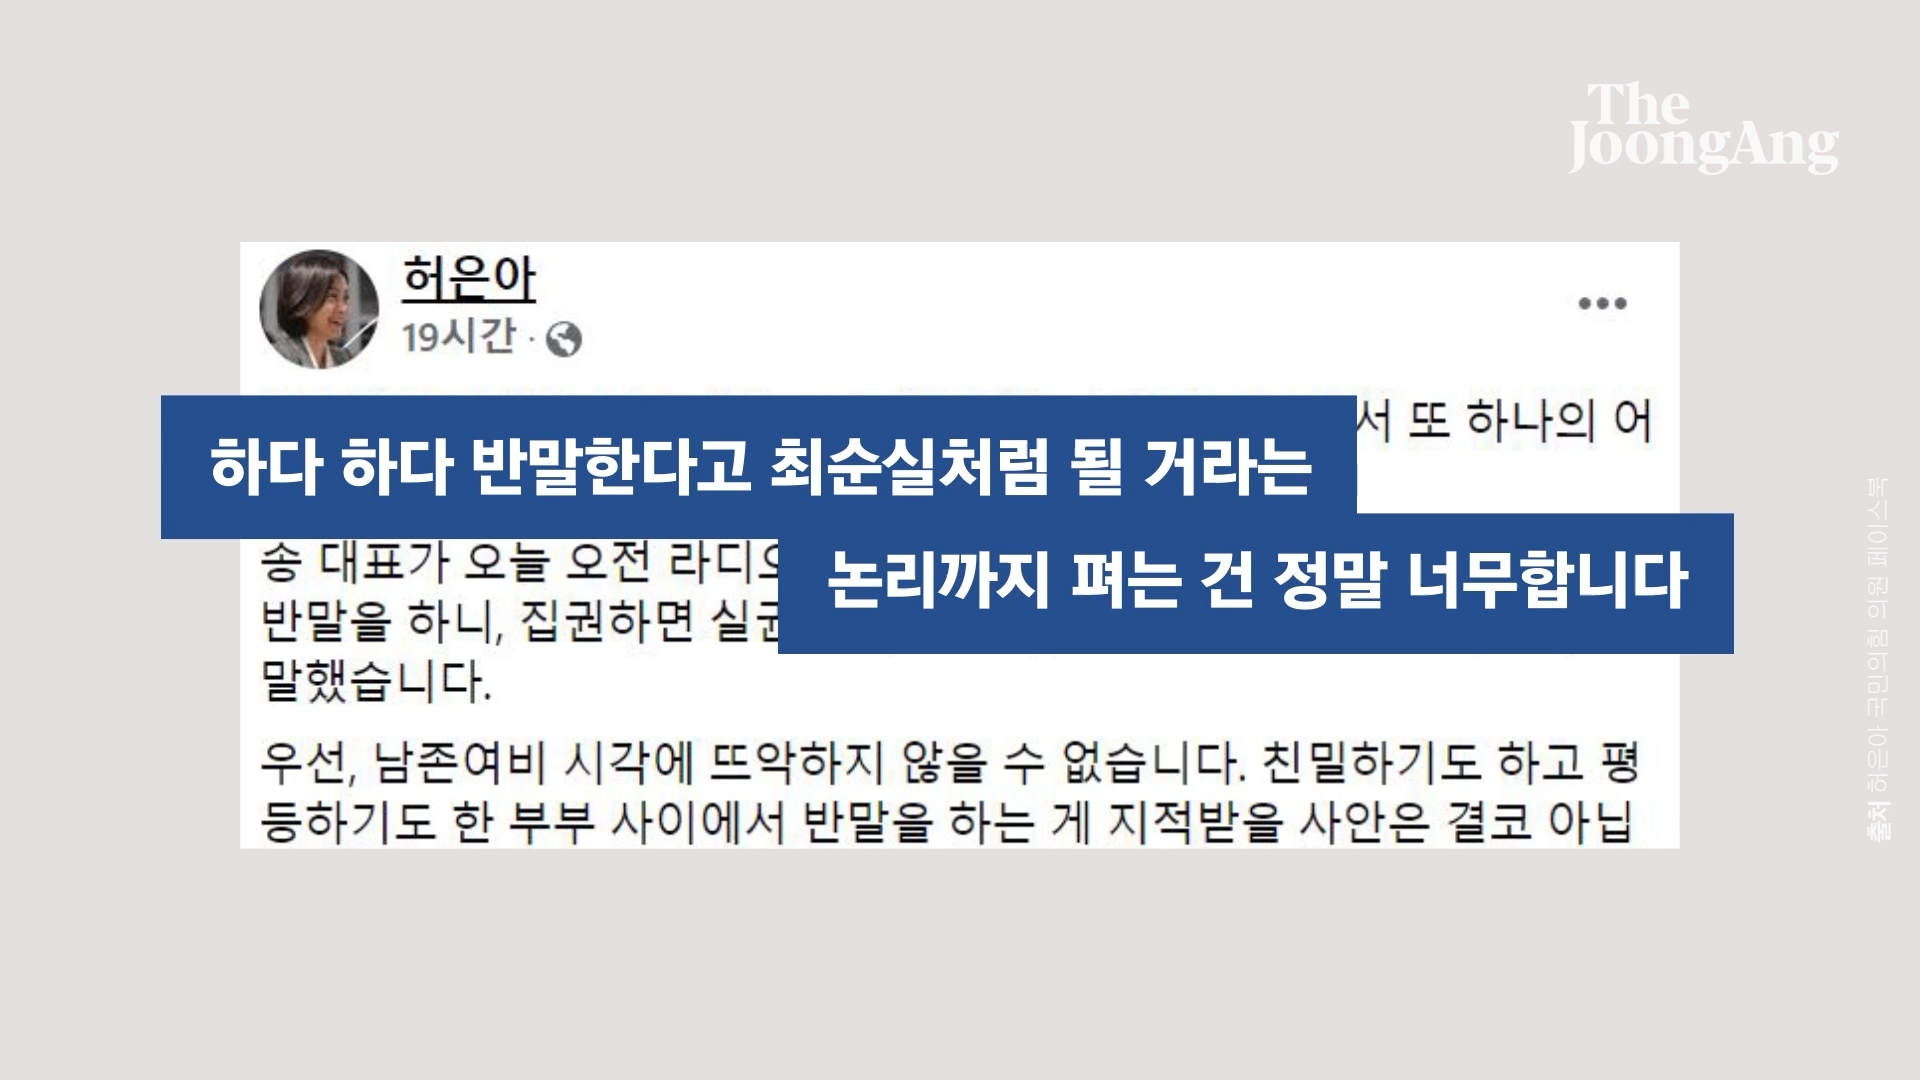 The
JoongAng
허은아
19시간 ·
서 또 하나의 어
하다 하다 반말한다고 최순실처럼 될 거라는
논리까지 펴는 건 정말 너무합니다
송 대표가 오늘 오전
반말을 하니, 집권하면
말했습니다.
우선, 남존여비 시각에 뜨악하지 않을 수 없습니다. 친밀하기도 하고 평
등하기도 한 부부 사이에서 반말을 하는 게 지적받을 사안은 결코 아닙
출처 허은아 국민의힘 의원 페이스북